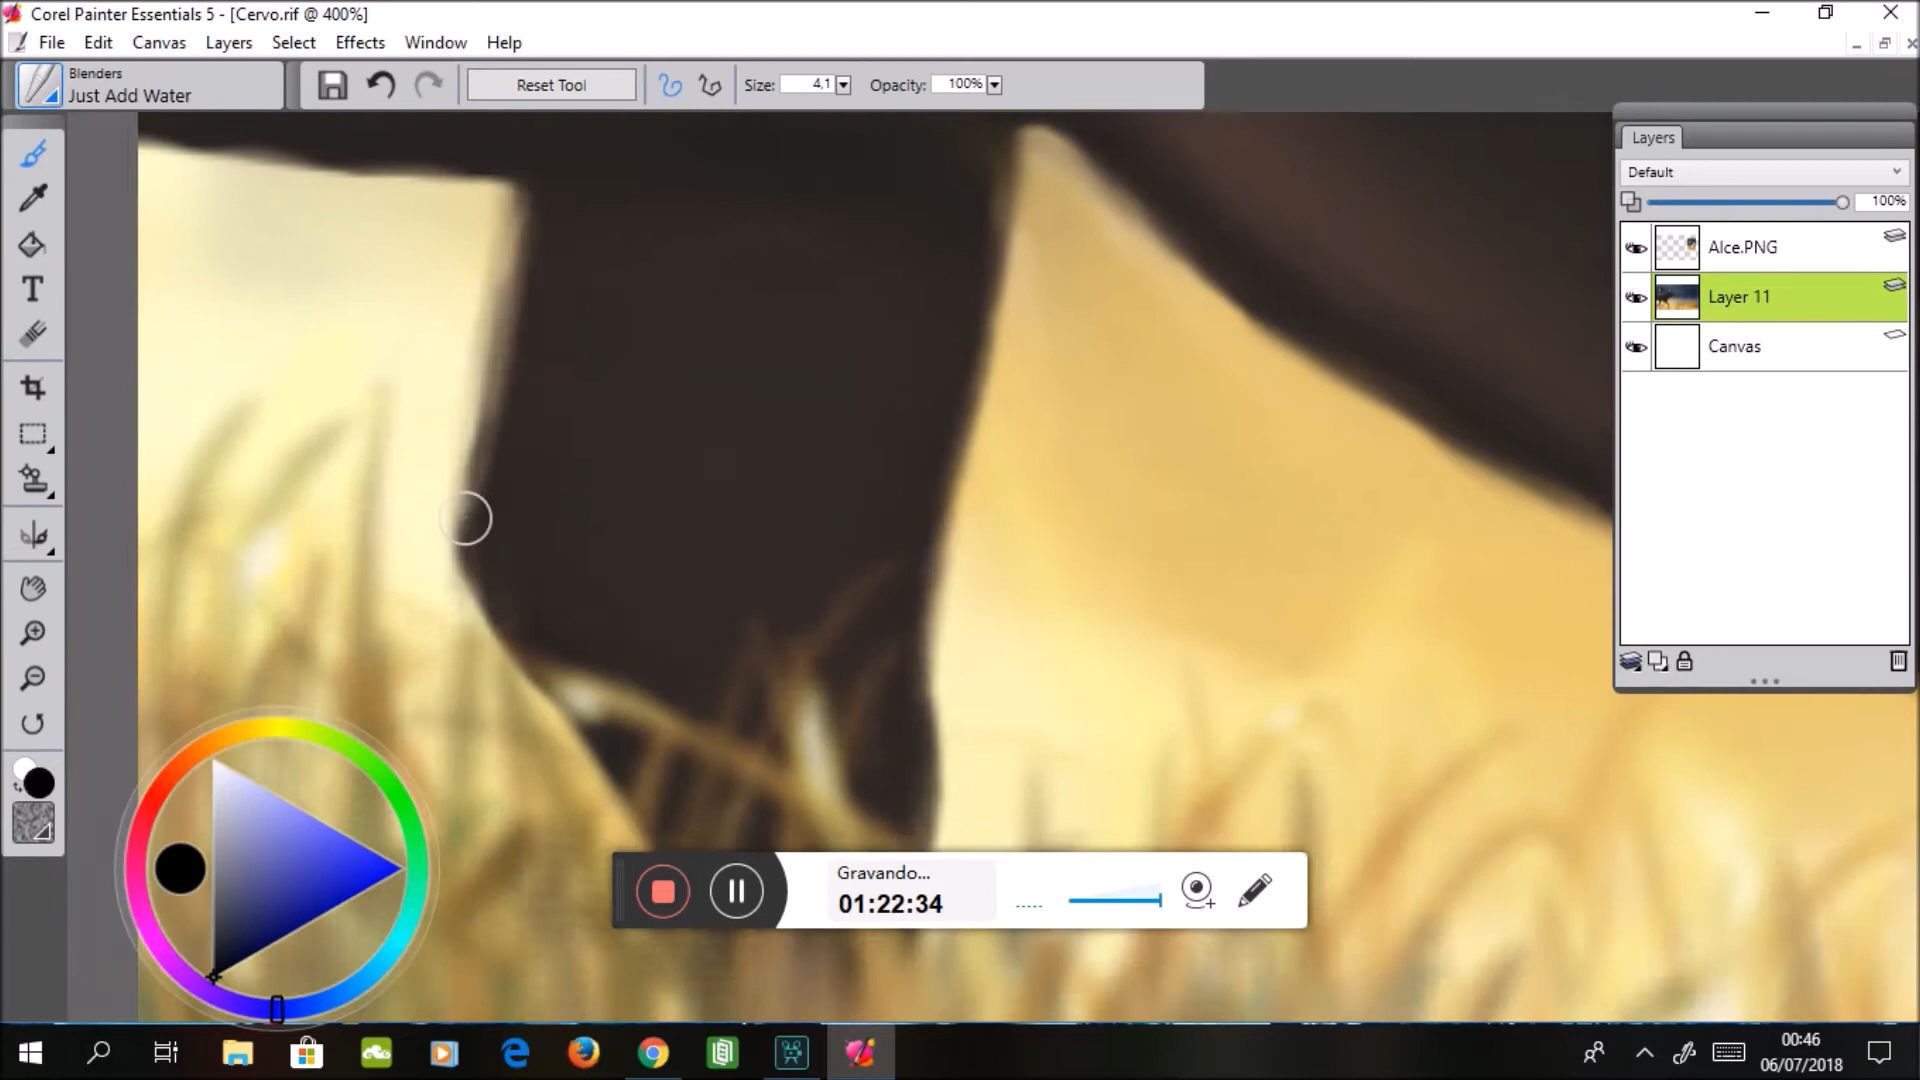 Corel Painter Essentials 5 - [Cervo.rif @ 400%]
File Edit Canvas Layers Select Effects Window Help
Blenders
Just Add Water
Reset Tool
Size: 4,1
Opacity: 100%
Layers
Default
100%
Alce.PNG
Layer 11
Canvas
Gravando...
01:22:34
00:46
06/07/2018